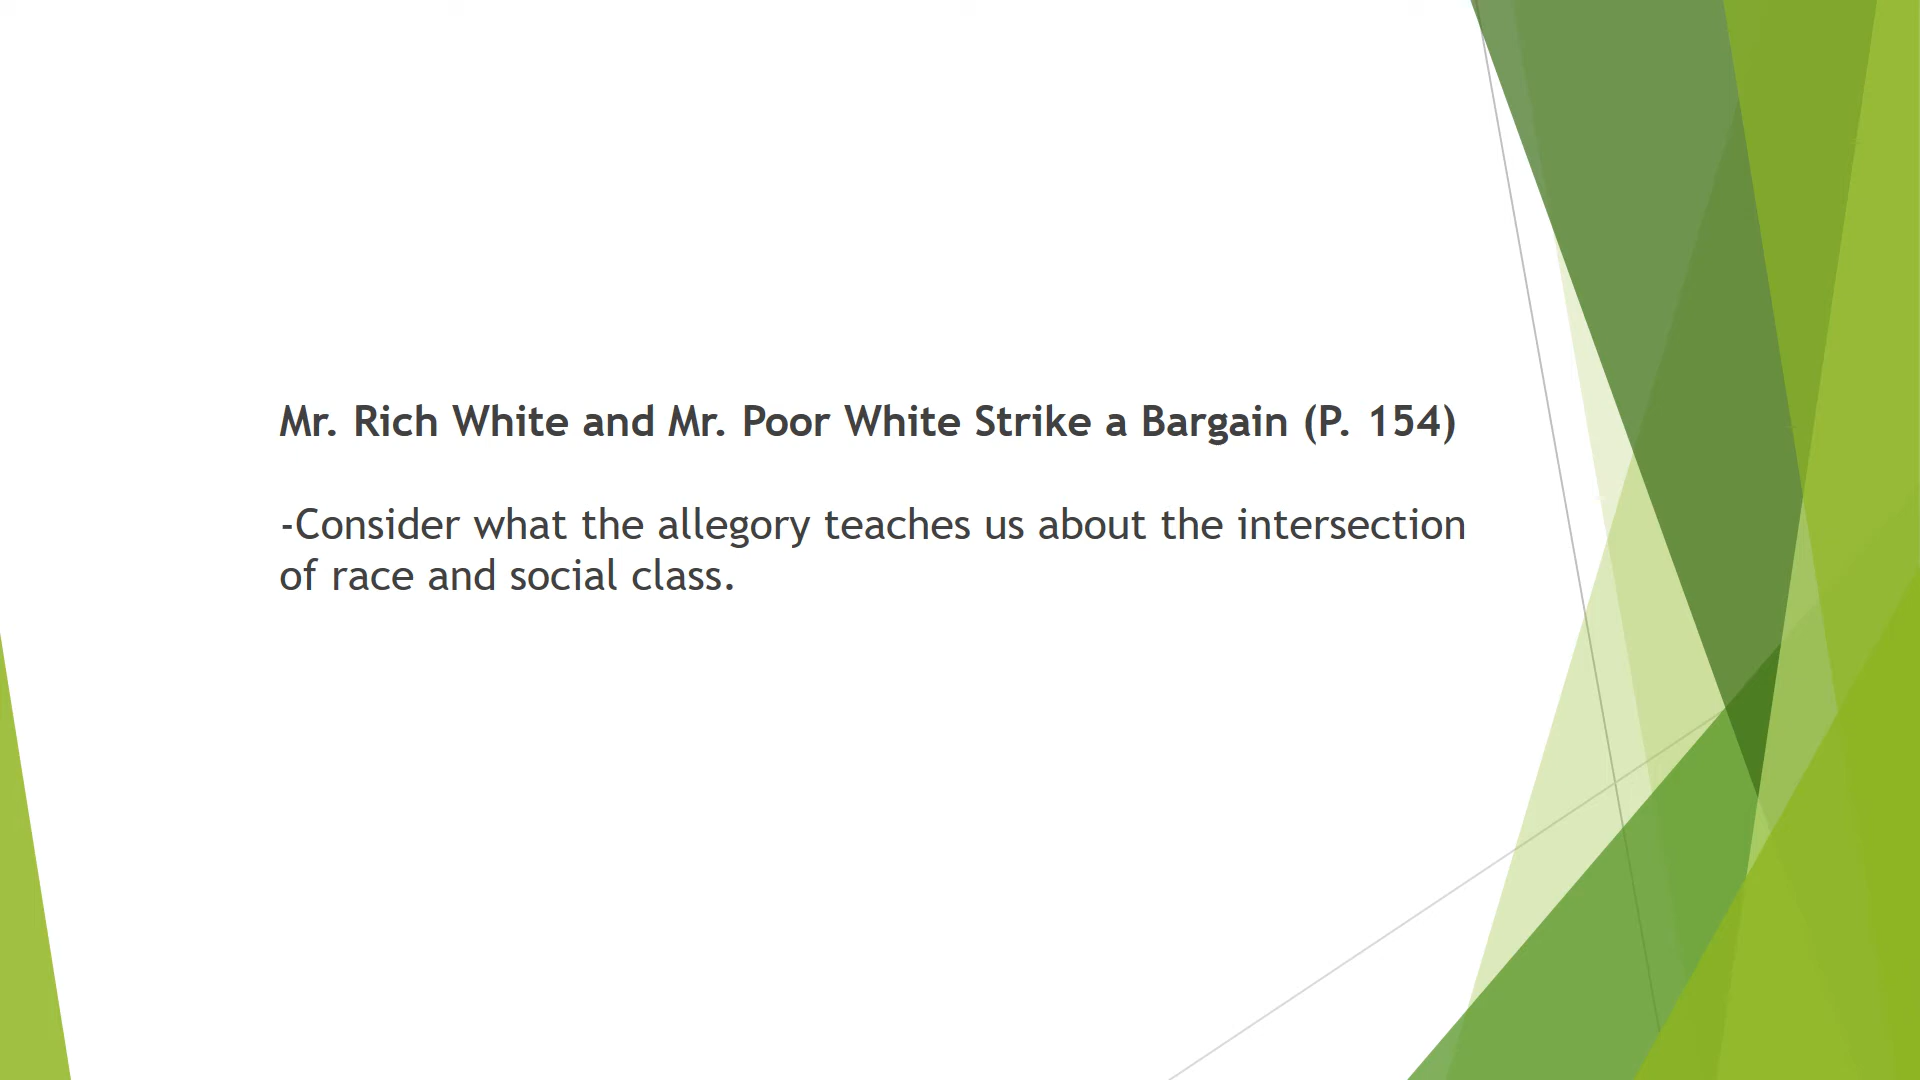 Mr. Rich White and Mr. Poor White Strike a Bargain (P. 154)
-Consider what the allegory teaches us about the intersection
of race and social class.